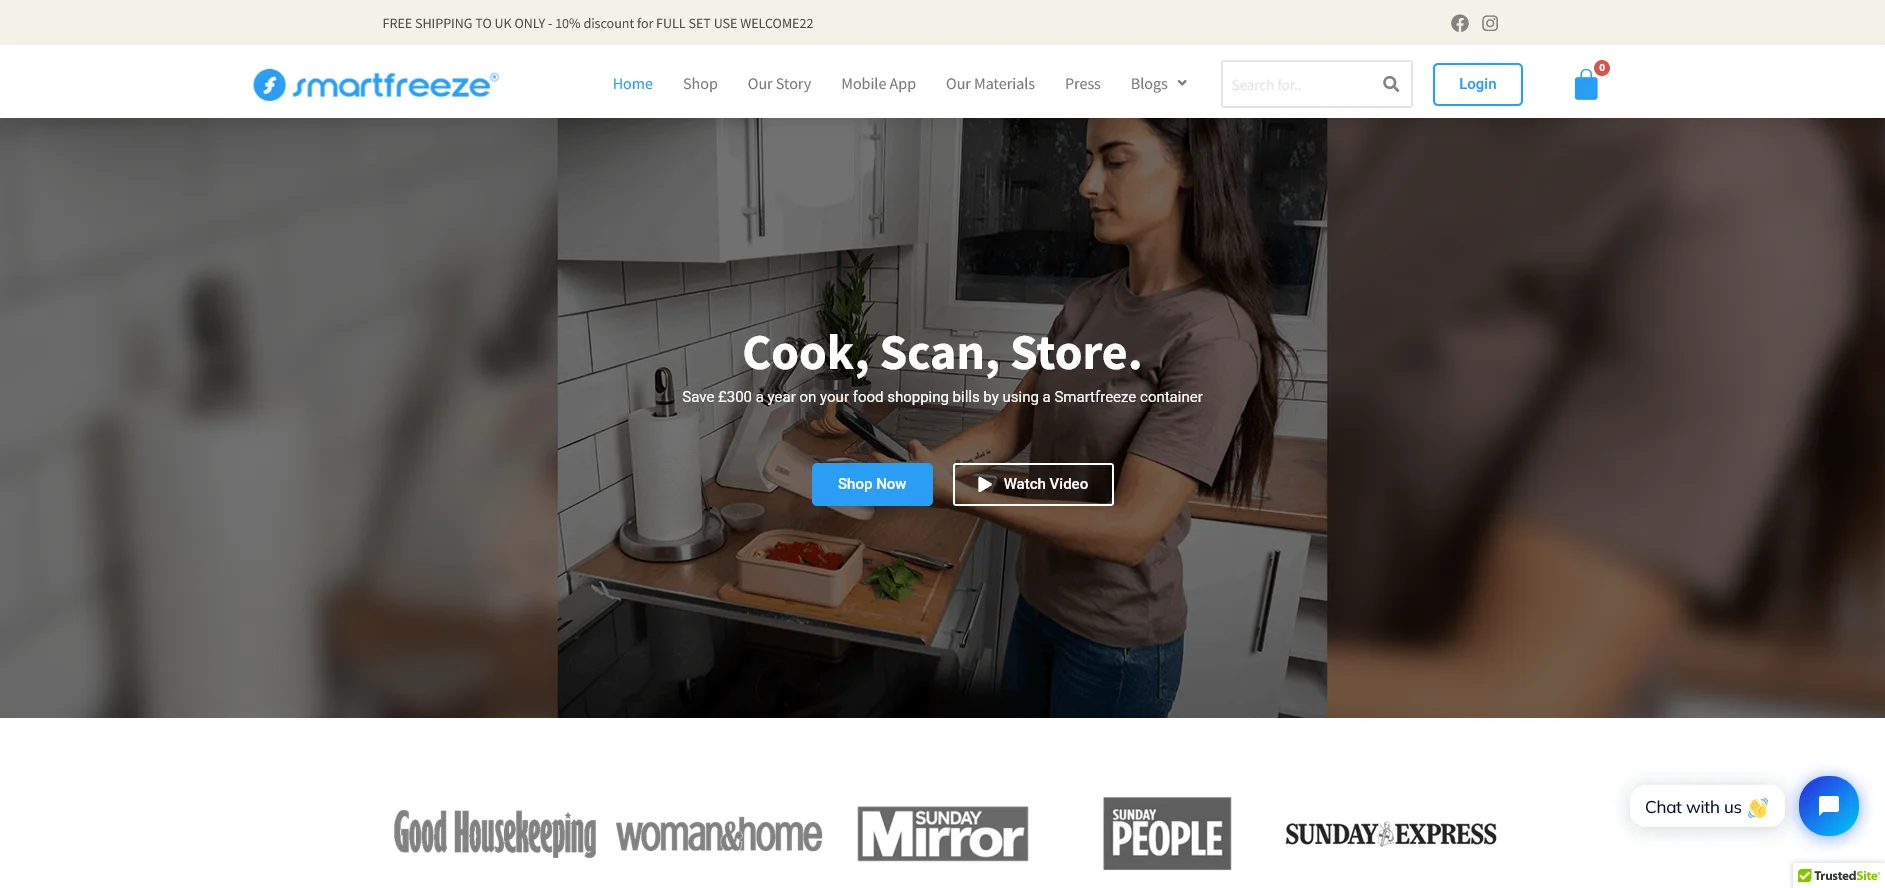 FREE SHIPPING TO UK ONLY - 10% discount for FULL SET USE WELCOME22
smartfreeze®
Home
Shop
Our Story
Mobile App
Our Materials
Press
Blogs
Search for..
Login
0
Cook, Scan, Store.
Save £300 a year on your food shopping bills by using a Smartfreeze container
Shop Now
Watch Video
Good Housekeeping
woman&home
SUNDAY
Mirror
SUNDAY
PEOPLE
SUNDAY EXPRESS
Chat with us 👋
TrustedSite